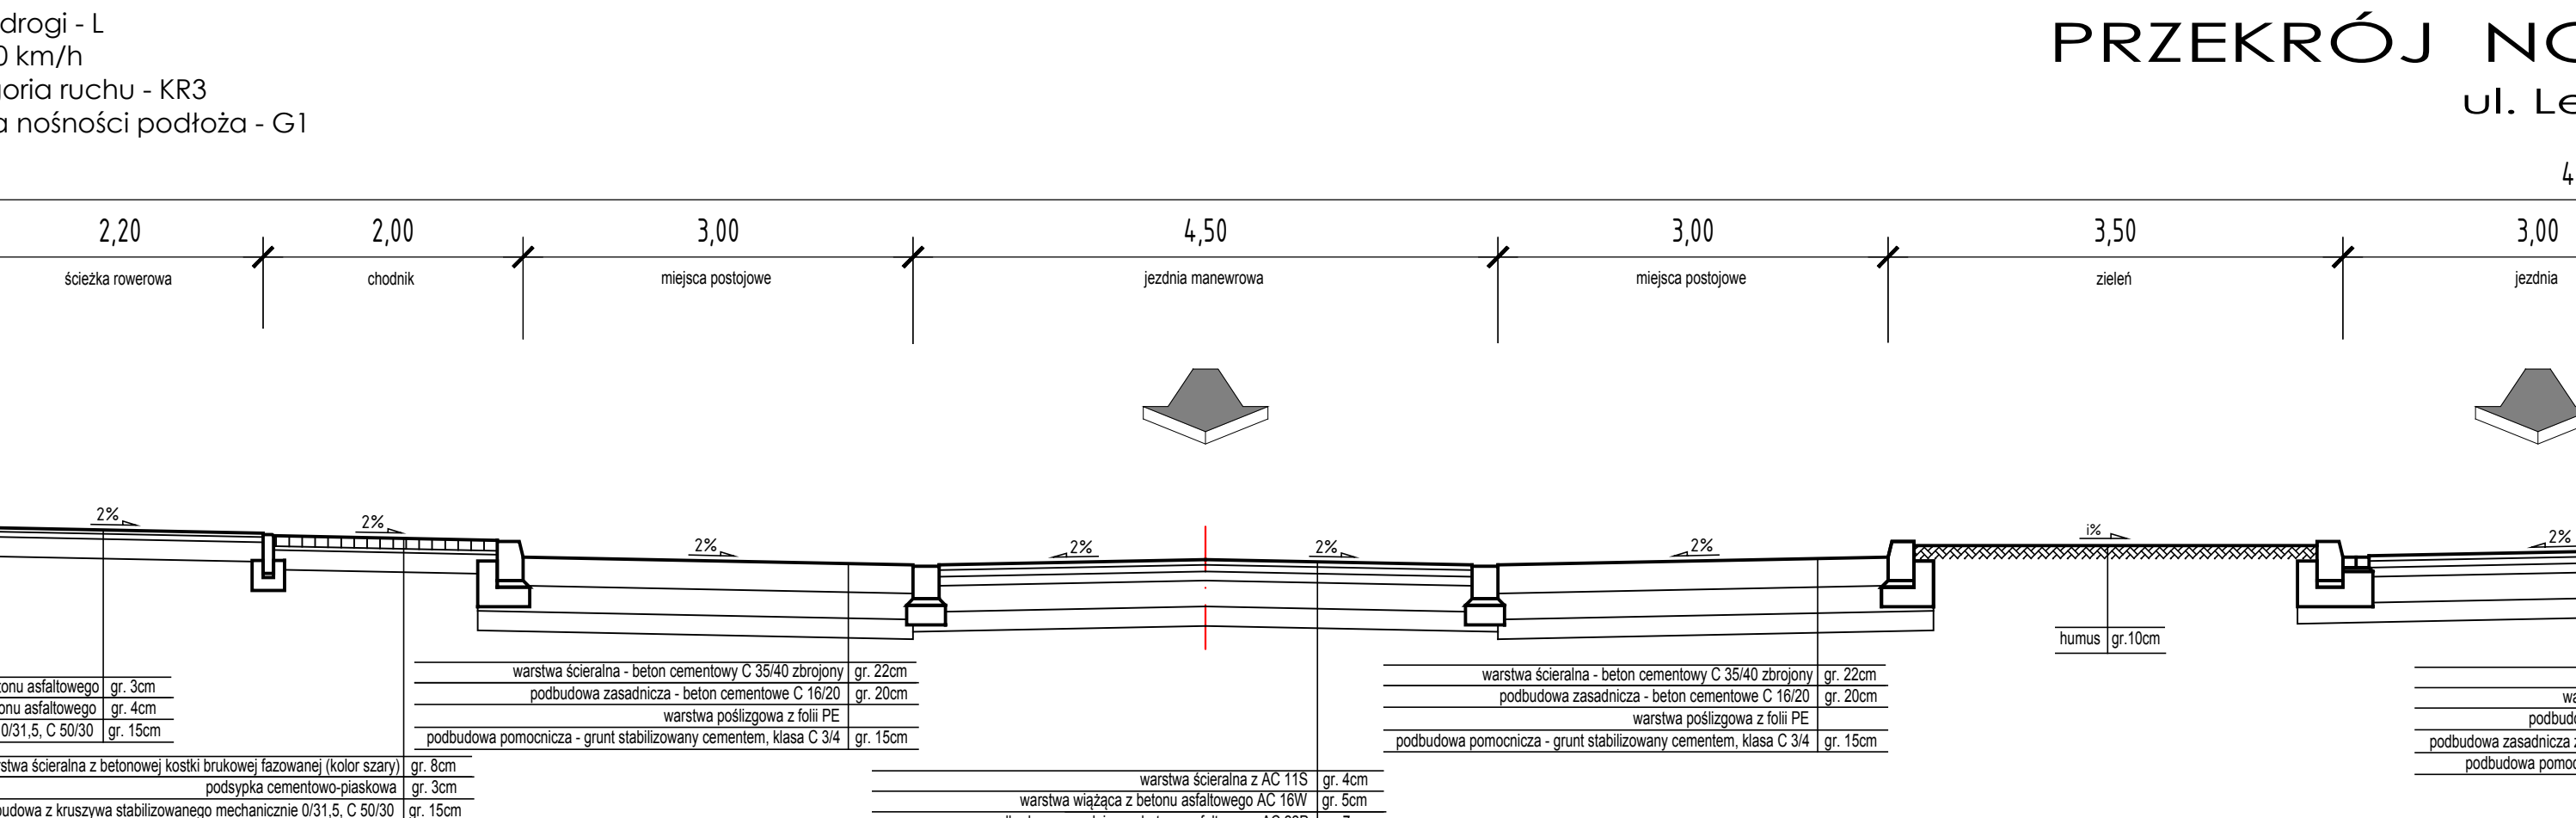 drogi - L
0 km/h
goria ruchu - KR3
a nośności podłoża - G1
PRZEKRÓJ NO
ul. Le
4
2,20 2,00 3,00 4,50 3,00 3,50 3,00
ścieżka rowerowa chodnik miejsca postojowe jezdnia manewrowa miejsca postojowe zieleń jezdnia
2% 2% 2% 2% 2% 2% i% 2%
humus gr.10cm
tonu asfaltowego gr. 3cm
onu asfaltowego gr. 4cm
0/31,5, C 50/30 gr. 15cm
warstwa ścieralna - beton cementowy C 35/40 zbrojony gr. 22cm
podbudowa zasadnicza - beton cementowe C 16/20 gr. 20cm
warstwa poślizgowa z folii PE
podbudowa pomocnicza - grunt stabilizowany cementem, klasa C 3/4 gr. 15cm
warstwa ścieralna - beton cementowy C 35/40 zbrojony gr. 22cm
podbudowa zasadnicza - beton cementowe C 16/20 gr. 20cm
warstwa poślizgowa z folii PE
podbudowa pomocnicza - grunt stabilizowany cementem, klasa C 3/4 gr. 15cm
wa
podbudo
podbudowa zasadnicza z
podbudowa pomoc
rstwa ścieralna z betonowej kostki brukowej fazowanej (kolor szary) gr. 8cm
podsypka cementowo-piaskowa gr. 3cm
budowa z kruszywa stabilizowanego mechanicznie 0/31,5, C 50/30 gr. 15cm
warstwa ścieralna z AC 11S gr. 4cm
warstwa wiążąca z betonu asfaltowego AC 16W gr. 5cm